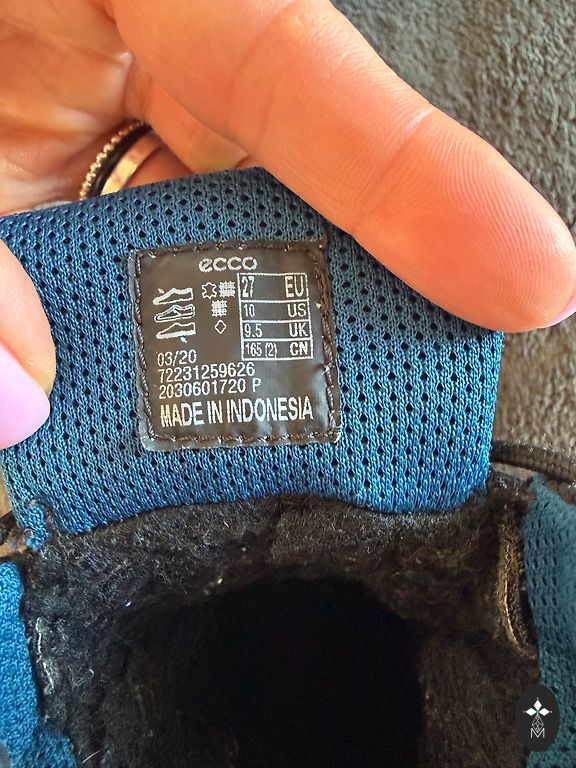 ecco
27 EU
10 US
9.5 UK
165 (2) CN
03/20
72231259626
2030601720 P
MADE IN INDONESIA
M